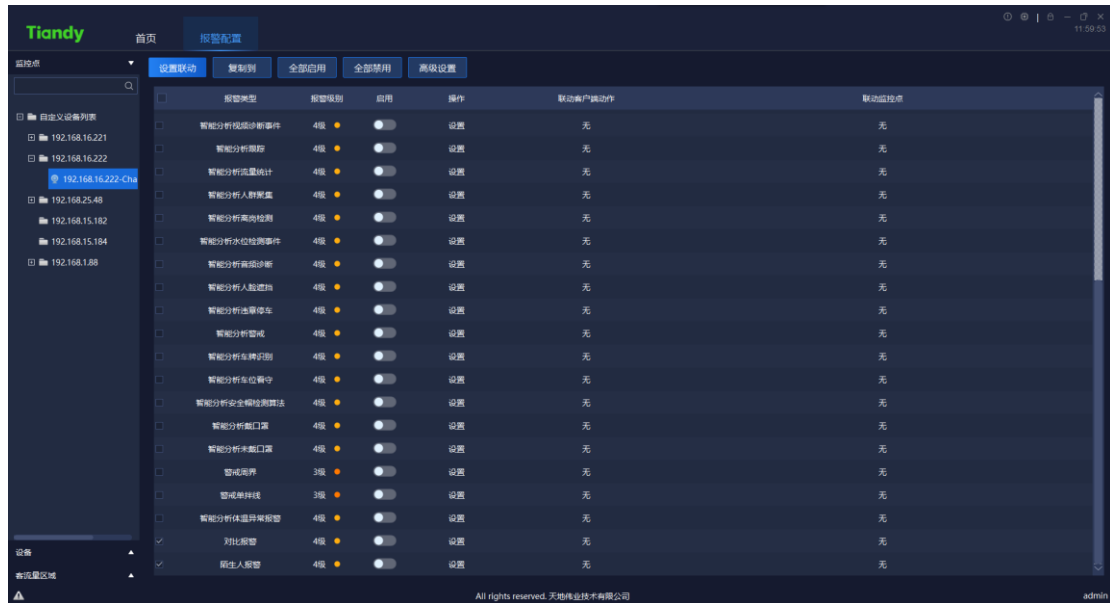 Tiandy 首页 报警配置
11:59:53
监控点
设置联动 复制到 全部启用 全部禁用 高级设置
报警类型 报警级别 启用 操作 联动客户端动作 联动监控点
自定义设备列表
192.168.16.221
192.168.16.222
192.168.16.222-Cha
192.168.25.48
192.168.15.182
192.168.15.184
192.168.1.88
智能分析视频诊断事件 4级 设置 无 无
智能分析跟踪 4级 设置 无 无
智能分析流量统计 4级 设置 无 无
智能分析人群聚集 4级 设置 无 无
智能分析离岗检测 4级 设置 无 无
智能分析水位检测事件 4级 设置 无 无
智能分析音频诊断 4级 设置 无 无
智能分析人脸遮挡 4级 设置 无 无
智能分析违章停车 4级 设置 无 无
智能分析警戒 4级 设置 无 无
智能分析车牌识别 4级 设置 无 无
智能分析车位看守 4级 设置 无 无
智能分析安全帽检测算法 4级 设置 无 无
智能分析戴口罩 4级 设置 无 无
智能分析未戴口罩 4级 设置 无 无
警戒周界 3级 设置 无 无
警戒单绊线 3级 设置 无 无
智能分析体温异常报警 4级 设置 无 无
对比报警 4级 设置 无 无
陌生人报警 4级 设置 无 无
设备
客流量区域
All rights reserved. 天地伟业技术有限公司
admin